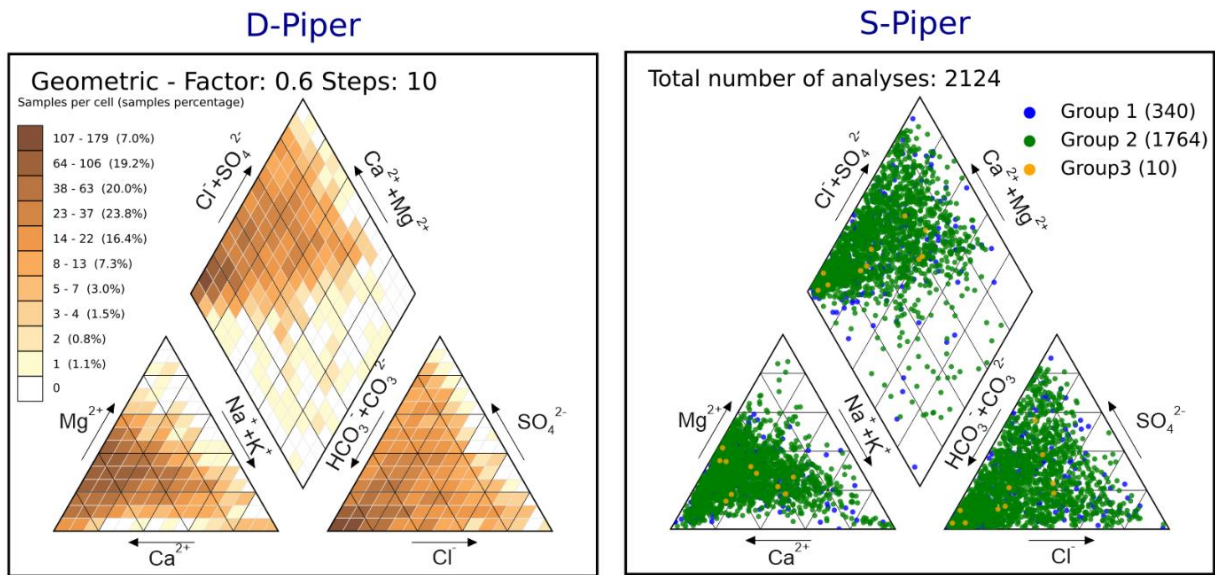 D-Piper
Geometric - Factor: 0.6 Steps: 10
Samples per cell (samples percentage)
107 - 179 (7.0%)
64 - 106 (19.2%)
38 - 63 (20.0%)
23 - 37 (23.8%)
14 - 22 (16.4%)
8 - 13 (7.3%)
5 - 7 (3.0%)
3 - 4 (1.5%)
2 (0.8%)
1 (1.1%)
0
Cl⁻+SO₄²⁻
Ca²⁺+Mg²⁺
Mg²⁺
Na⁺+K⁺
HCO₃⁻+CO₃²⁻
SO₄²⁻
Ca²⁺
Cl⁻
S-Piper
Total number of analyses: 2124
Group 1 (340)
Group 2 (1764)
Group3 (10)
Cl⁻+SO₄²⁻
Ca²⁺+Mg²⁺
Mg²⁺
Na⁺+K⁺
HCO₃⁻+CO₃²⁻
SO₄²⁻
Ca²⁺
Cl⁻